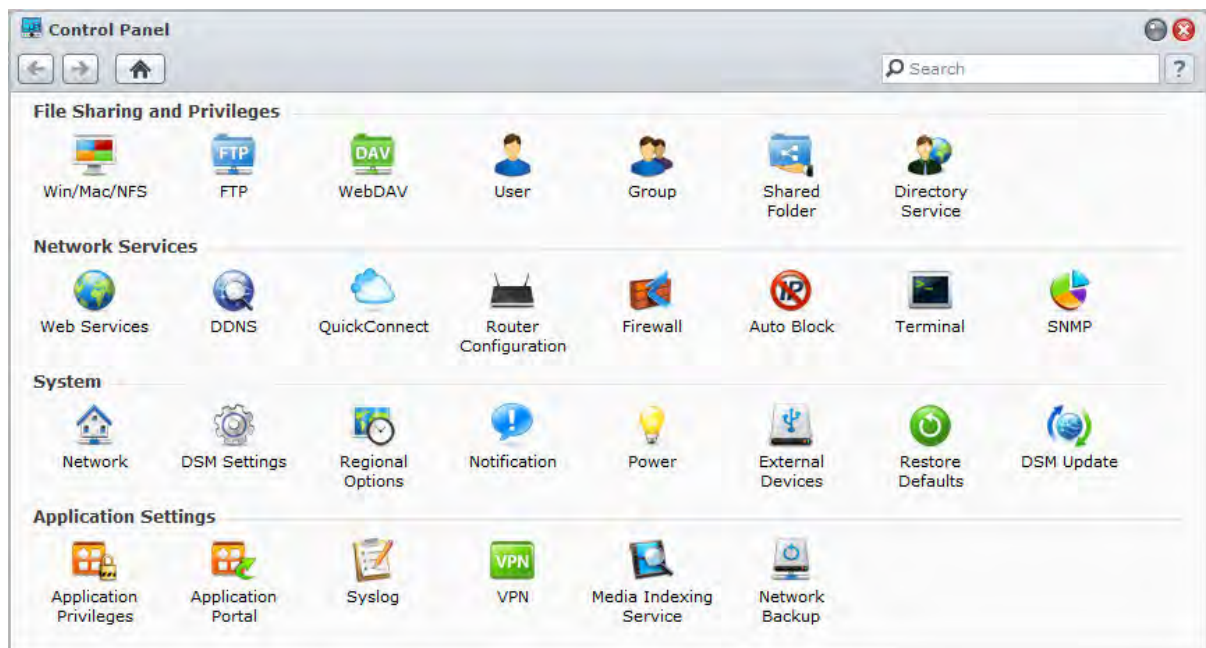 Control Panel
Search
?
File Sharing and Privileges
FTP
DAV
Win/Mac/NFS
FTP
WebDAV
User
Group
Shared
Folder
Directory
Service
Network Services
IP
>_
Web Services
DDNS
QuickConnect
Router
Configuration
Firewall
Auto Block
Terminal
SNMP
System
!
Network
DSM Settings
Regional
Options
Notification
Power
External
Devices
Restore
Defaults
DSM Update
Application Settings
VPN
Application
Privileges
Application
Portal
Syslog
VPN
Media Indexing
Service
Network
Backup